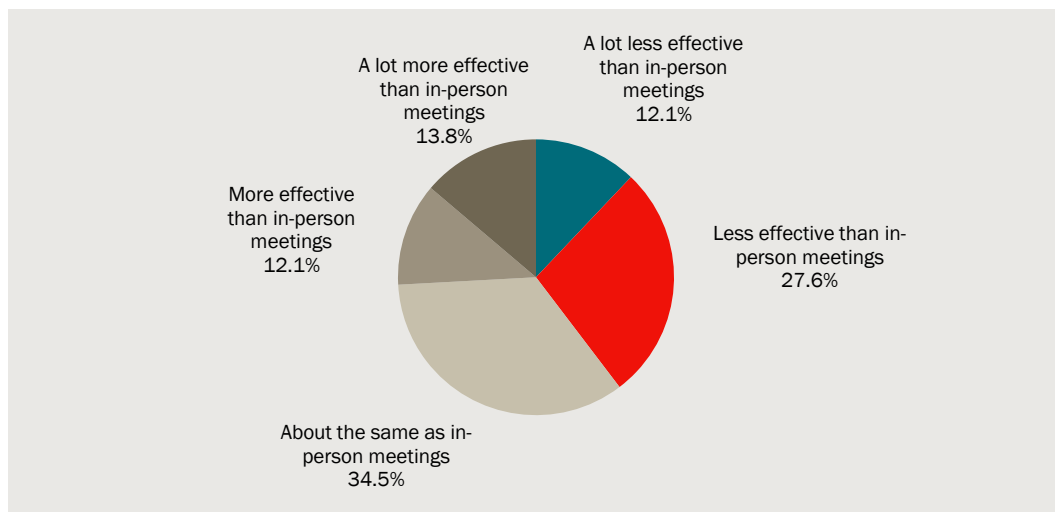 A lot less effective
than in-person
meetings
12.1%
Less effective than in-
person meetings
27.6%
About the same as in-
person meetings
34.5%
More effective
than in-person
meetings
12.1%
A lot more effective
than in-person
meetings
13.8%